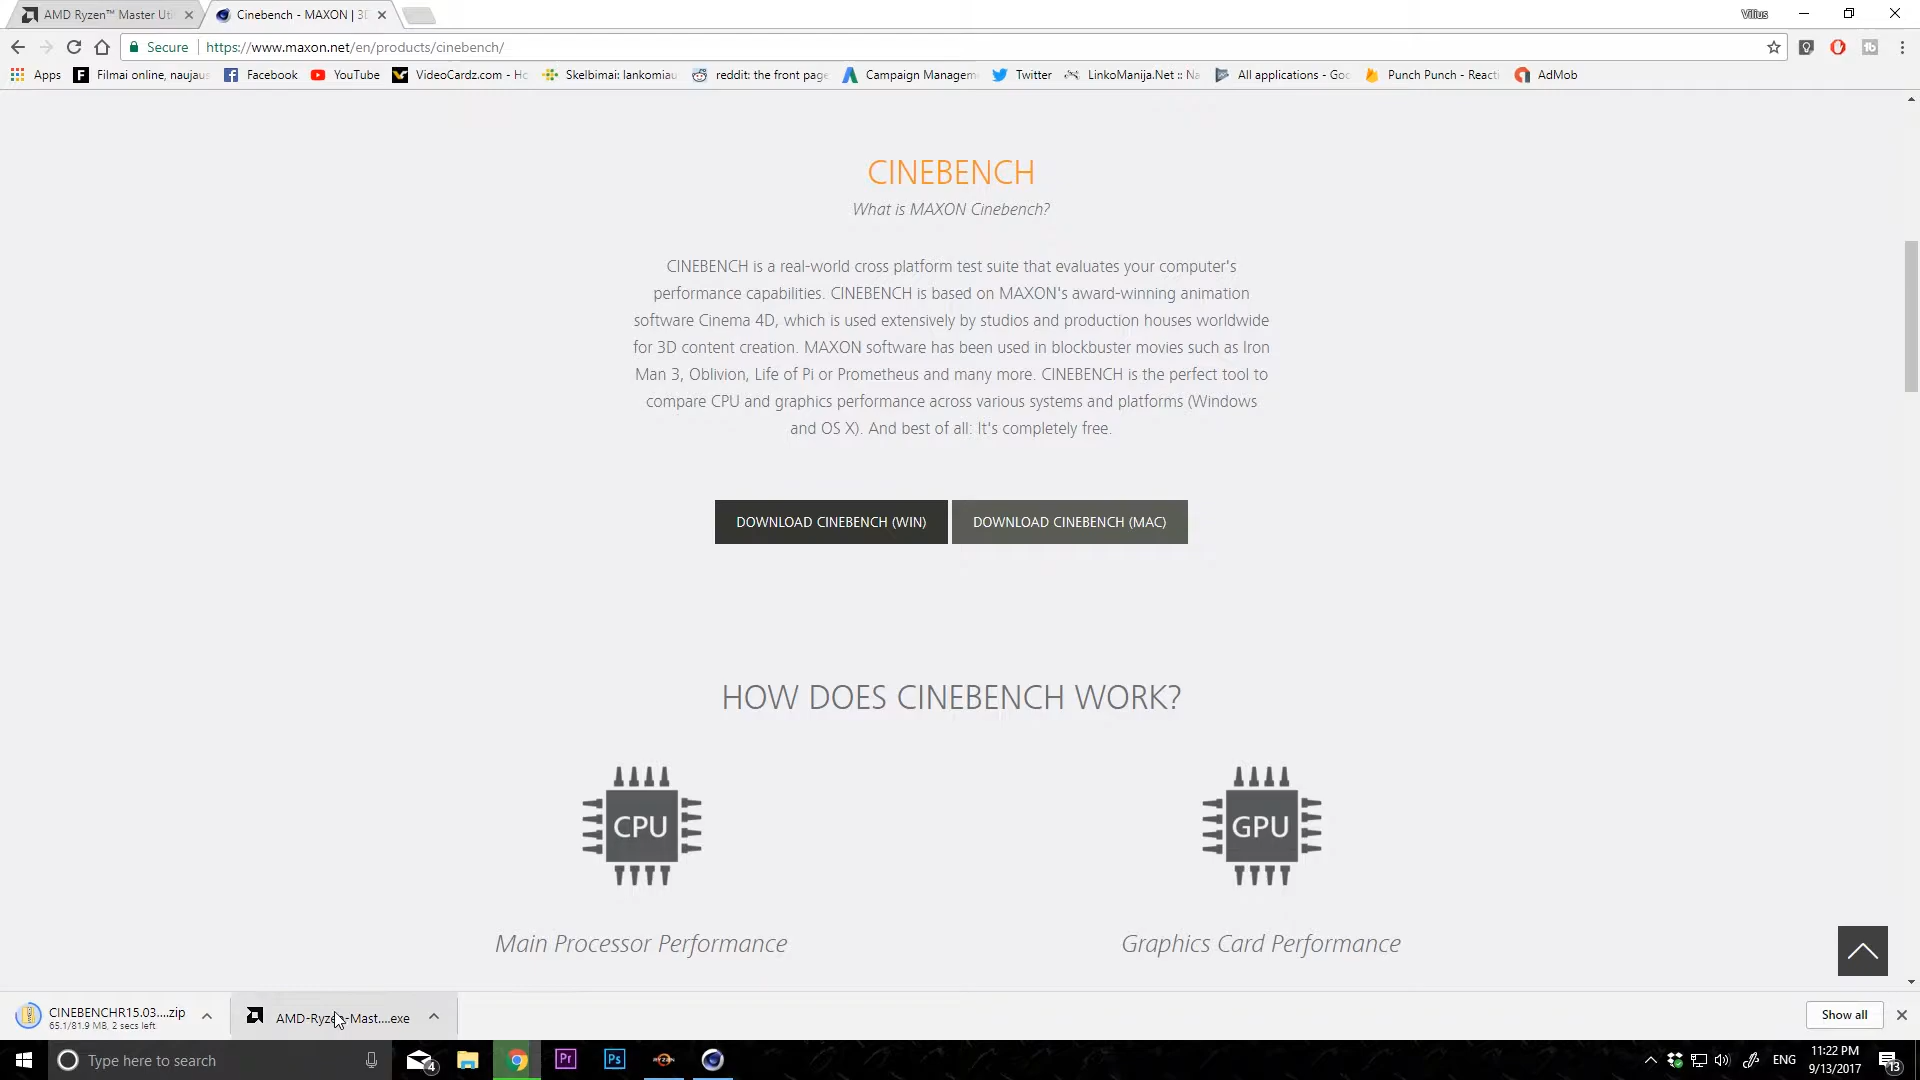 AMD Ryzen™ Master Uti
Cinebench - MAXON | 3D
Vilius
Secure
https://www.maxon.net/en/products/cinebench/
Apps
Filmai online, naujaus
Facebook
YouTube
VideoCardz.com - Ho
Skelbimai: lankomiau
reddit: the front page
Campaign Managem
Twitter
LinkoManija.Net :: Na
All applications - Goo
Punch Punch - Reacti
AdMob
CINEBENCH
What is MAXON Cinebench?
CINEBENCH is a real-world cross platform test suite that evaluates your computer's
performance capabilities. CINEBENCH is based on MAXON's award-winning animation
software Cinema 4D, which is used extensively by studios and production houses worldwide
for 3D content creation. MAXON software has been used in blockbuster movies such as Iron
Man 3, Oblivion, Life of Pi or Prometheus and many more. CINEBENCH is the perfect tool to
compare CPU and graphics performance across various systems and platforms (Windows
and OS X). And best of all: It's completely free.
DOWNLOAD CINEBENCH (WIN)
DOWNLOAD CINEBENCH (MAC)
HOW DOES CINEBENCH WORK?
CPU
GPU
Main Processor Performance
Graphics Card Performance
CINEBENCHR15.03....zip
65.1/81.9 MB, 2 secs left
AMD-Ryzen-Mast....exe
Show all
Type here to search
4
Pr
Ps
RYZEN
ENG
11:22 PM
9/13/2017
13